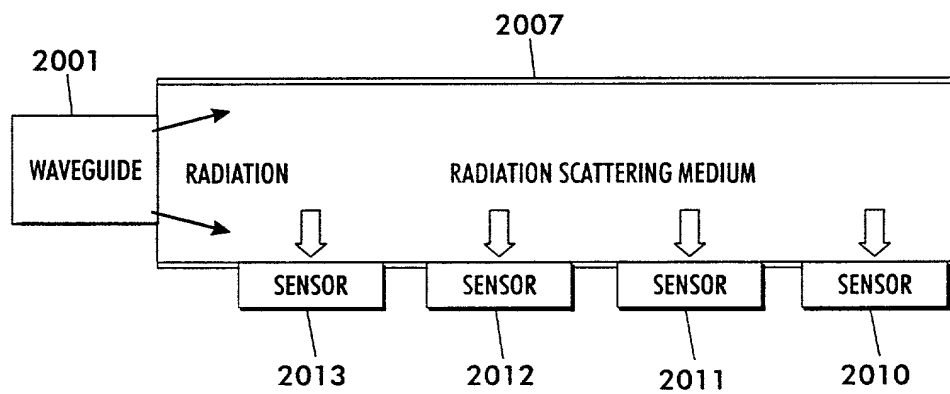 2007
2001
WAVEGUIDE
RADIATION
RADIATION SCATTERING MEDIUM
SENSOR
SENSOR
SENSOR
SENSOR
2013
2012
2011
2010